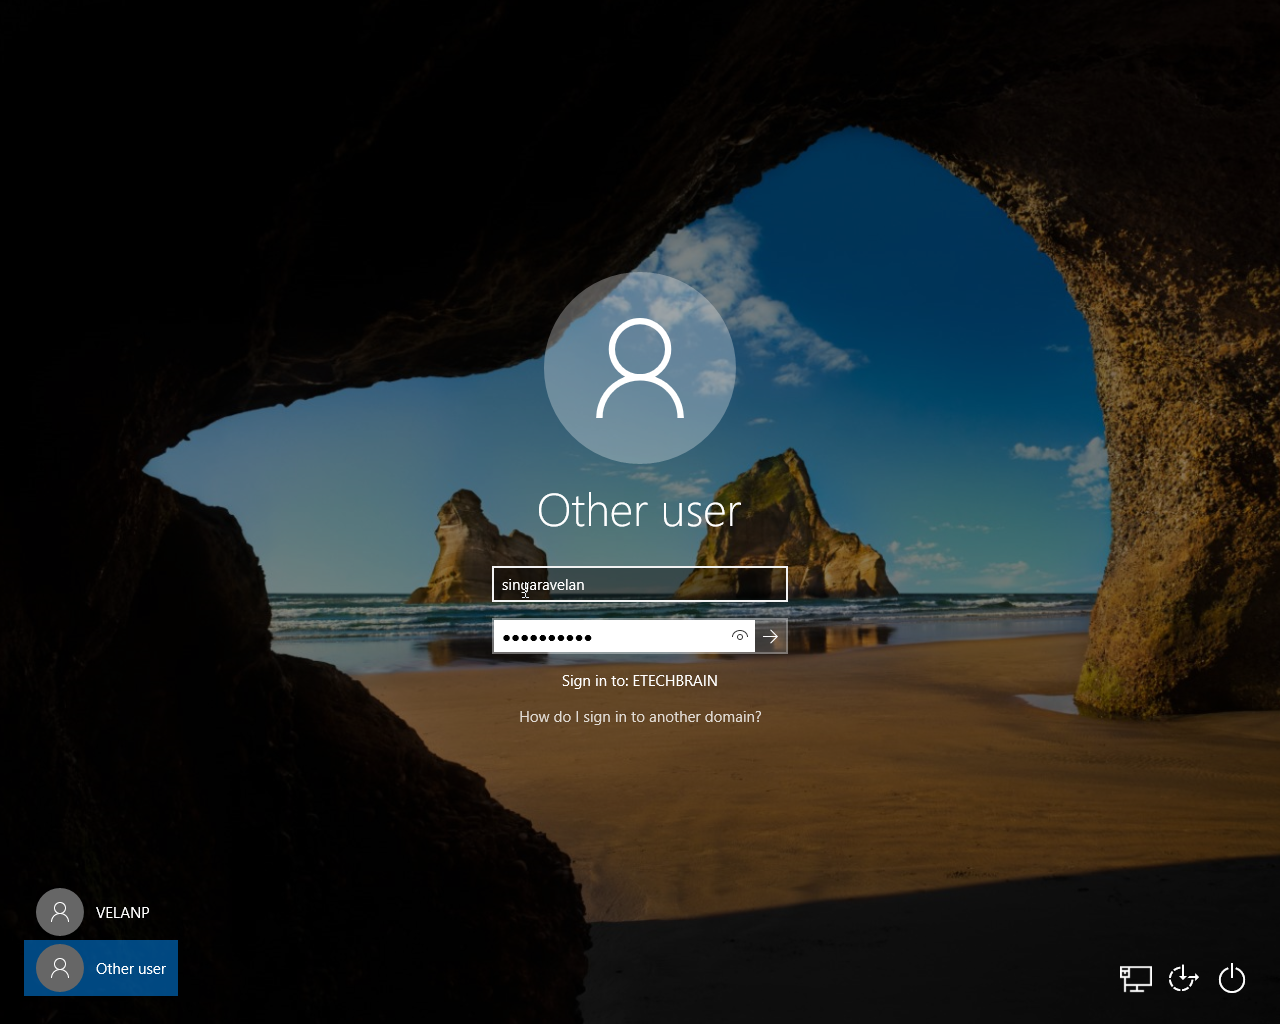 Other user
singaravelan
Sign in to: ETECHBRAIN
How do I sign in to another domain?
VELANP
Other user